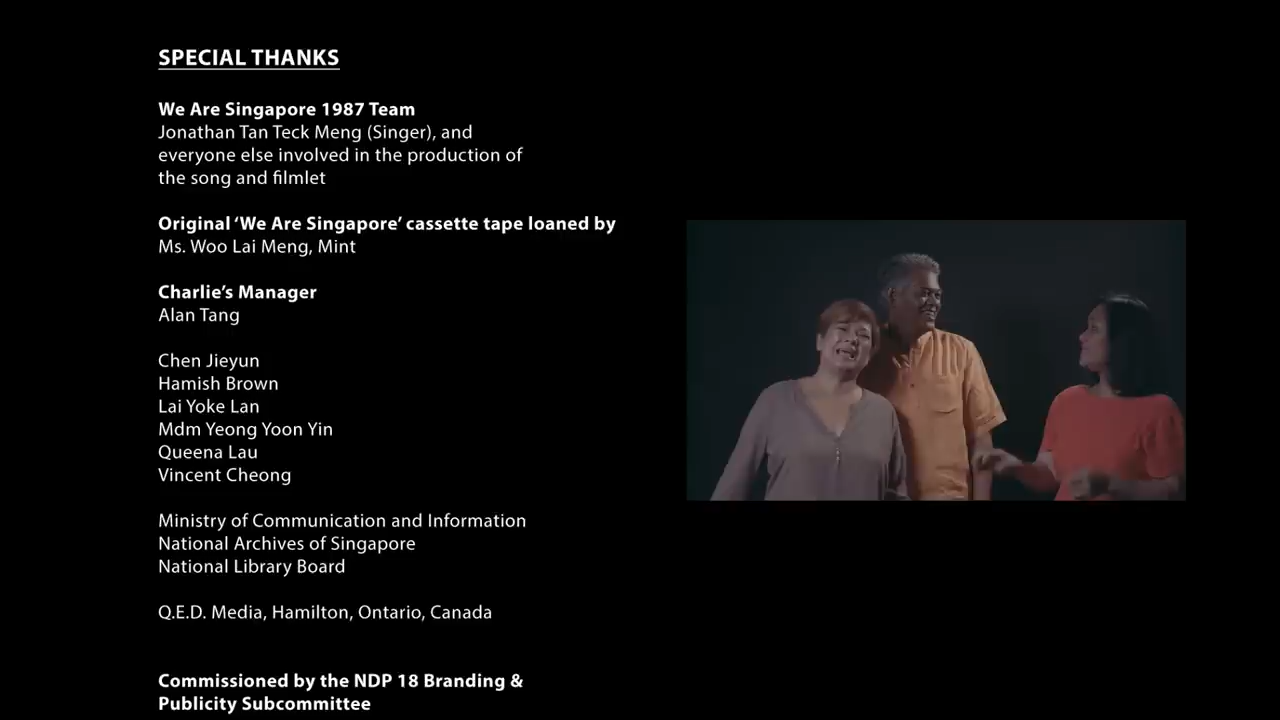 SPECIAL THANKS
We Are Singapore 1987 Team
Jonathan Tan Teck Meng (Singer), and
everyone else involved in the production of
the song and filmlet
Original ‘We Are Singapore’ cassette tape loaned by
Ms. Woo Lai Meng, Mint
Charlie’s Manager
Alan Tang
Chen Jieyun
Hamish Brown
Lai Yoke Lan
Mdm Yeong Yoon Yin
Queena Lau
Vincent Cheong
Ministry of Communication and Information
National Archives of Singapore
National Library Board
Q.E.D. Media, Hamilton, Ontario, Canada
Commissioned by the NDP 18 Branding &
Publicity Subcommittee